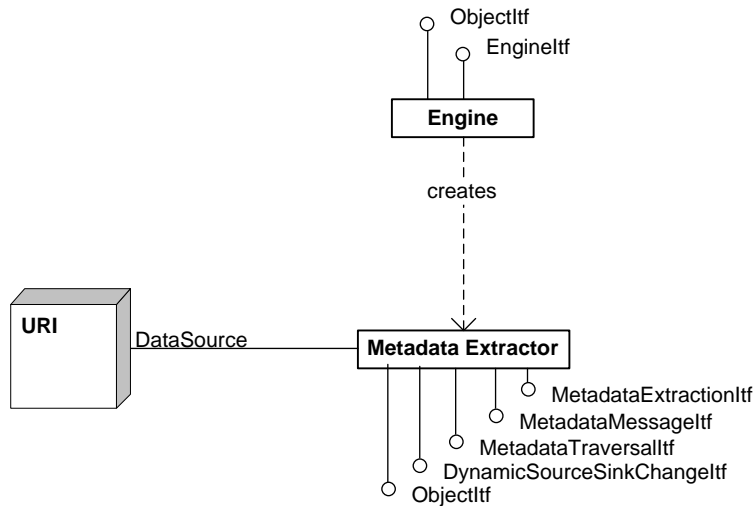 ObjectItf
EngineItf
Engine
creates
URI
DataSource
Metadata Extractor
MetadataExtractionItf
MetadataMessageItf
MetadataTraversalItf
DynamicSourceSinkChangeItf
ObjectItf